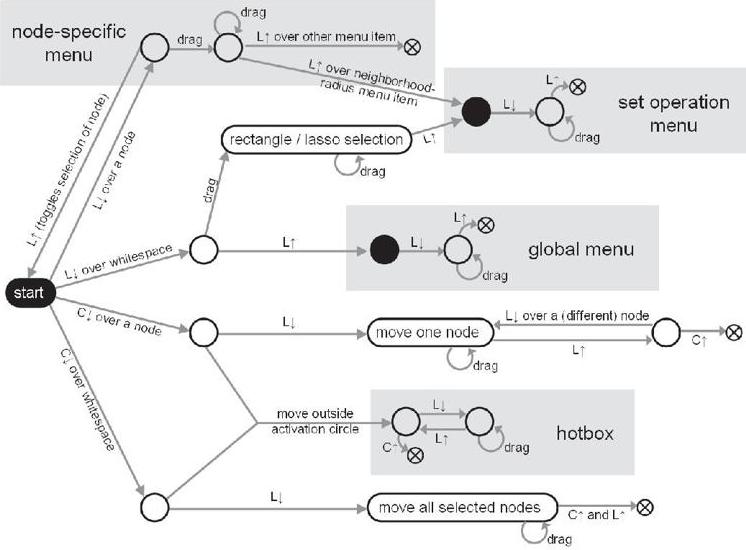 node-specific
menu
drag
drag
L↑ over other menu item
L↑ over neighborhood-
radius menu item
L↓
L↑
drag
set operation
menu
L↑ (toggles selection of node)
L↓ over a node
rectangle / lasso selection
L↑
drag
drag
L↓ over whitespace
L↑
L↓
L↑
drag
global menu
start
C↓ over a node
L↓
move one node
drag
L↓ over a (different) node
L↑
C↑
C↓ over whitespace
move outside
activation circle
L↓
L↑
C↑
drag
hotbox
L↓
move all selected nodes
C↑ and L↑
drag